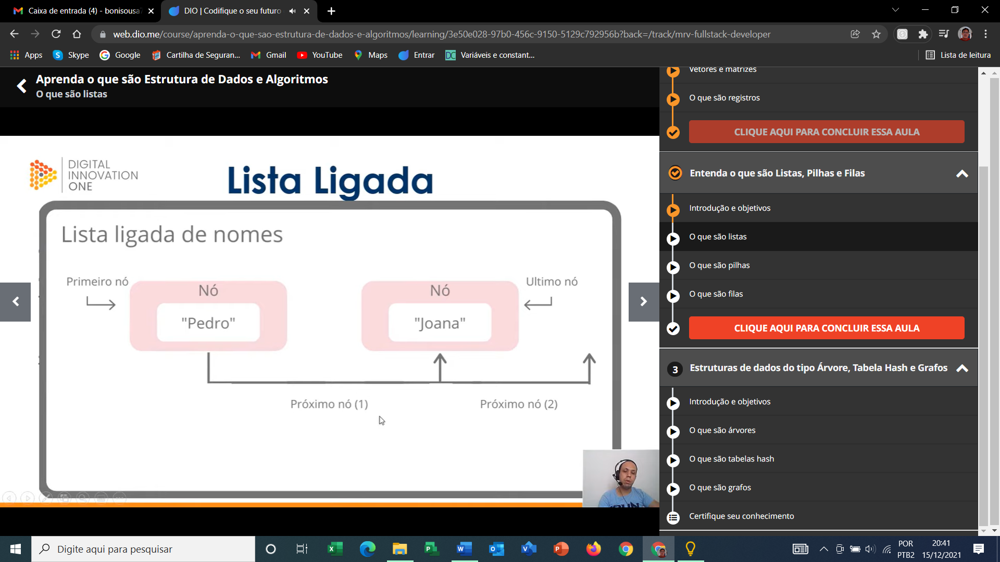 Caixa de entrada (4) - bonisousa7
DIO | Codifique o seu futuro
web.dio.me/course/aprenda-o-que-sao-estrutura-de-dados-e-algoritmos/learning/3e50e028-97b0-456c-9150-5129c792956b?back=/track/mrv-fullstack-developer
Apps
Skype
Google
Cartilha de Seguran...
Gmail
YouTube
Maps
Entrar
DC Variáveis e constant...
Lista de leitura
Aprenda o que são Estrutura de Dados e Algoritmos
O que são listas
DIGITAL
INNOVATION
ONE
Lista Ligada
Lista ligada de nomes
Primeiro nó
Nó
"Pedro"
Nó
"Joana"
Ultimo nó
Próximo nó (1)
Próximo nó (2)
Vetores e matrizes
O que são registros
CLIQUE AQUI PARA CONCLUIR ESSA AULA
Entenda o que são Listas, Pilhas e Filas
Introdução e objetivos
O que são listas
O que são pilhas
O que são filas
CLIQUE AQUI PARA CONCLUIR ESSA AULA
3 Estruturas de dados do tipo Árvore, Tabela Hash e Grafos
Introdução e objetivos
O que são árvores
O que são tabelas hash
O que são grafos
Certifique seu conhecimento
Digite aqui para pesquisar
POR
PTB2
20:41
15/12/2021